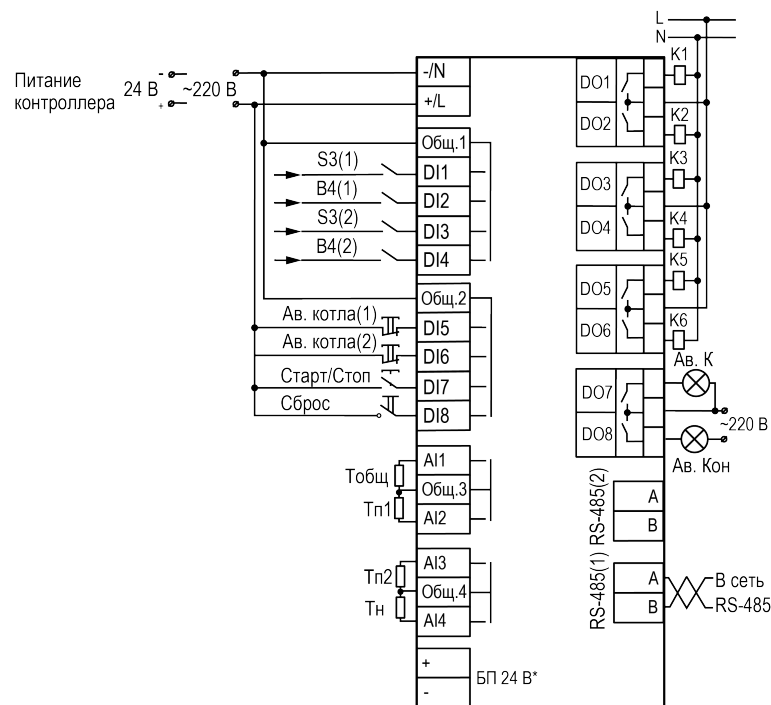 L
N
Питание
контроллера
-
24 В
+
~220 В
-/N
+/L
Общ.1
S3(1)
DI1
B4(1)
DI2
S3(2)
DI3
B4(2)
DI4
Общ.2
Ав. котла(1)
DI5
Ав. котла(2)
DI6
Старт/Стоп
DI7
Сброс
DI8
AI1
Тобщ
Общ.3
Тп1
AI2
AI3
Тп2
Общ.4
Тн
AI4
+
БП 24 В*
-
K1
DO1
K2
DO2
K3
DO3
K4
DO4
K5
DO5
K6
DO6
Ав. К
DO7
~220 В
DO8
Ав. Кон
RS-485(2)
A
B
RS-485(1)
A
B
В сеть
RS-485